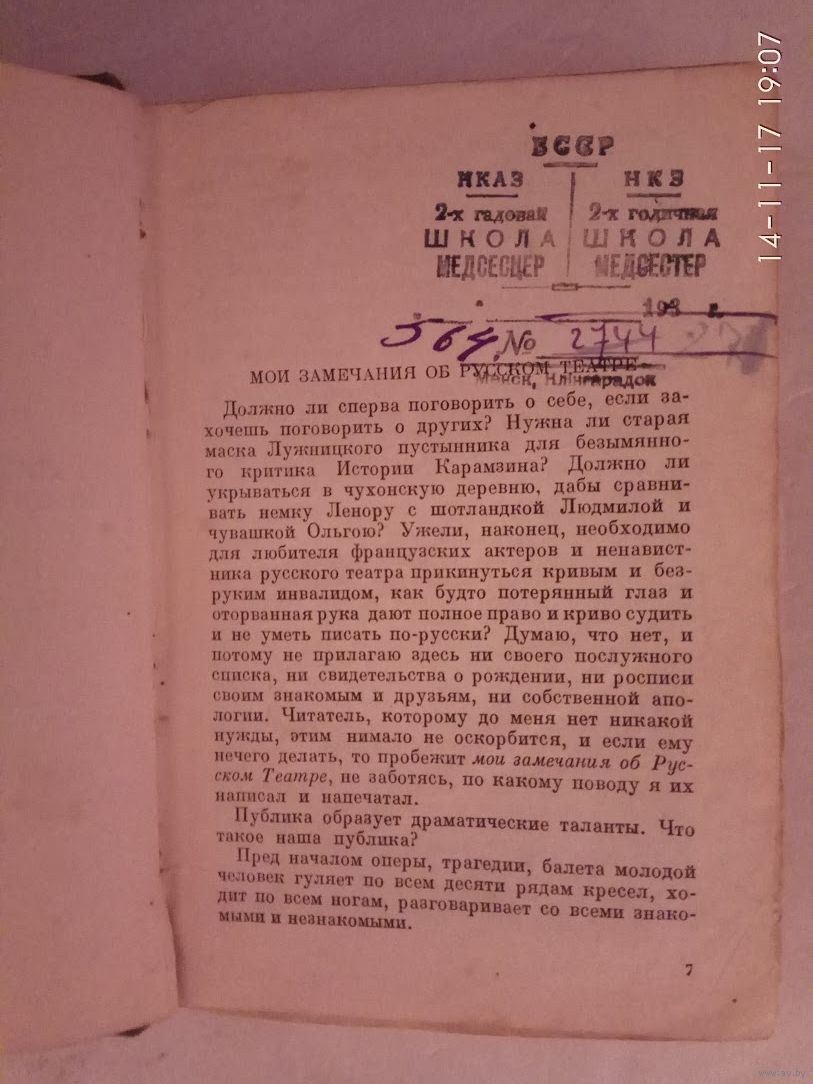 14-11-17 19:07
БССР
НКАЗ НКЗ
2-х гадовая 2-х годичная
ШКОЛА ШКОЛА
МЕДСЕСЦЕР МЕДСЕСТЕР
193 г.
564 № 2744
МОИ ЗАМЕЧАНИЯ ОБ РУССКОМ ТЕАТРЕ
Менск,
Должно ли сперва поговорить о себе, если за-
хочешь поговорить о других? Нужна ли старая
маска Лужницкого пустынника для безымянно-
го критика Истории Карамзина? Должно ли
укрываться в чухонскую деревню, дабы сравни-
вать немку Ленору с шотландкой Людмилой и
чувашкой Ольгою? Ужели, наконец, необходимо
для любителя французских актеров и ненавист-
ника русского театра прикинуться кривым и без-
руким инвалидом, как будто потерянный глаз и
оторванная рука дают полное право и криво судить
и не уметь писать по-русски? Думаю, что нет, и
потому не прилагаю здесь ни своего послужного
списка, ни свидетельства о рождении, ни росписи
своим знакомым и друзьям, ни собственной апо-
логии. Читатель, которому до меня нет никакой
нужды, этим нимало не оскорбится, и если ему
нечего делать, то пробежит мои замечания об Рус-
ском Театре, не заботясь, по какому поводу я их
написал и напечатал.
Публика образует драматические таланты. Что
такое наша публика?
Пред началом оперы, трагедии, балета молодой
человек гуляет по всем десяти рядам кресел, хо-
дит по всем ногам, разговаривает со всеми знако-
мыми и незнакомыми.
7
www.ay.by